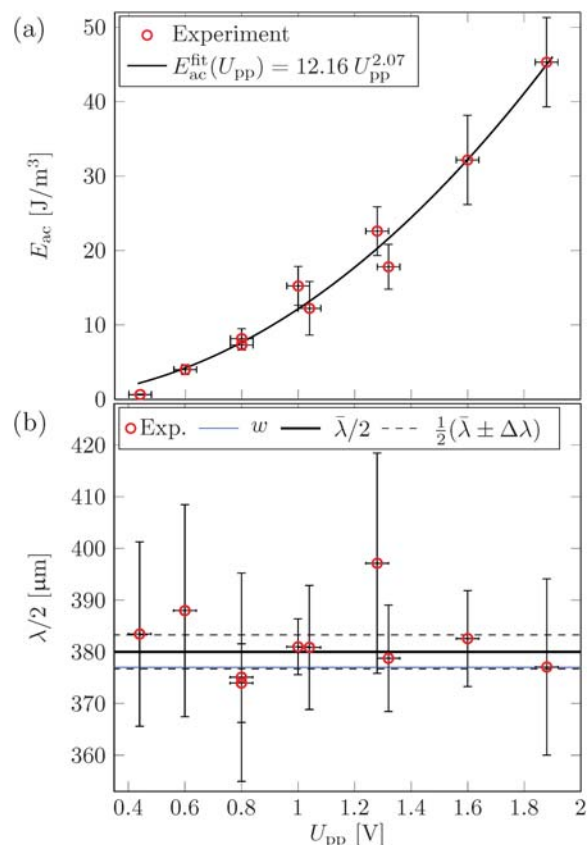 (a)
50
40
30
20
10
0
E_ac [J/m³]
Experiment
E_ac^fit(U_pp) = 12.16 U_pp^2.07
(b)
420
410
400
390
380
370
360
λ/2 [µm]
Exp. w λ̄/2 ½(λ̄ ± Δλ)
0.4 0.6 0.8 1 1.2 1.4 1.6 1.8 2
U_pp [V]